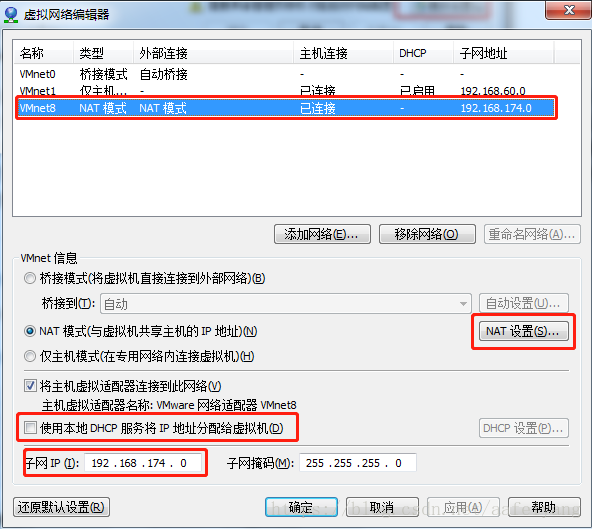 虚拟网络编辑器
名称 类型 外部连接 主机连接 DHCP 子网地址
VMnet0 桥接模式 自动桥接 - - -
VMnet1 仅主机... - 已连接 已启用 192.168.60.0
VMnet8 NAT 模式 NAT 模式 已连接 - 192.168.174.0
添加网络(E)... 移除网络(O) 重命名网络(A)...
VMnet 信息
桥接模式(将虚拟机直接连接到外部网络)(B)
桥接到(T): 自动 自动设置(U)...
NAT 模式(与虚拟机共享主机的 IP 地址)(N) NAT 设置(S)...
仅主机模式(在专用网络内连接虚拟机)(H)
将主机虚拟适配器连接到此网络(V)
主机虚拟适配器名称: VMware 网络适配器 VMnet8
使用本地 DHCP 服务将 IP 地址分配给虚拟机(D) DHCP 设置(P)...
子网 IP (I): 192 .168 .174 . 0 子网掩码(M): 255 .255 .255 . 0
还原默认设置(R) 确定 取消 应用(A) 帮助